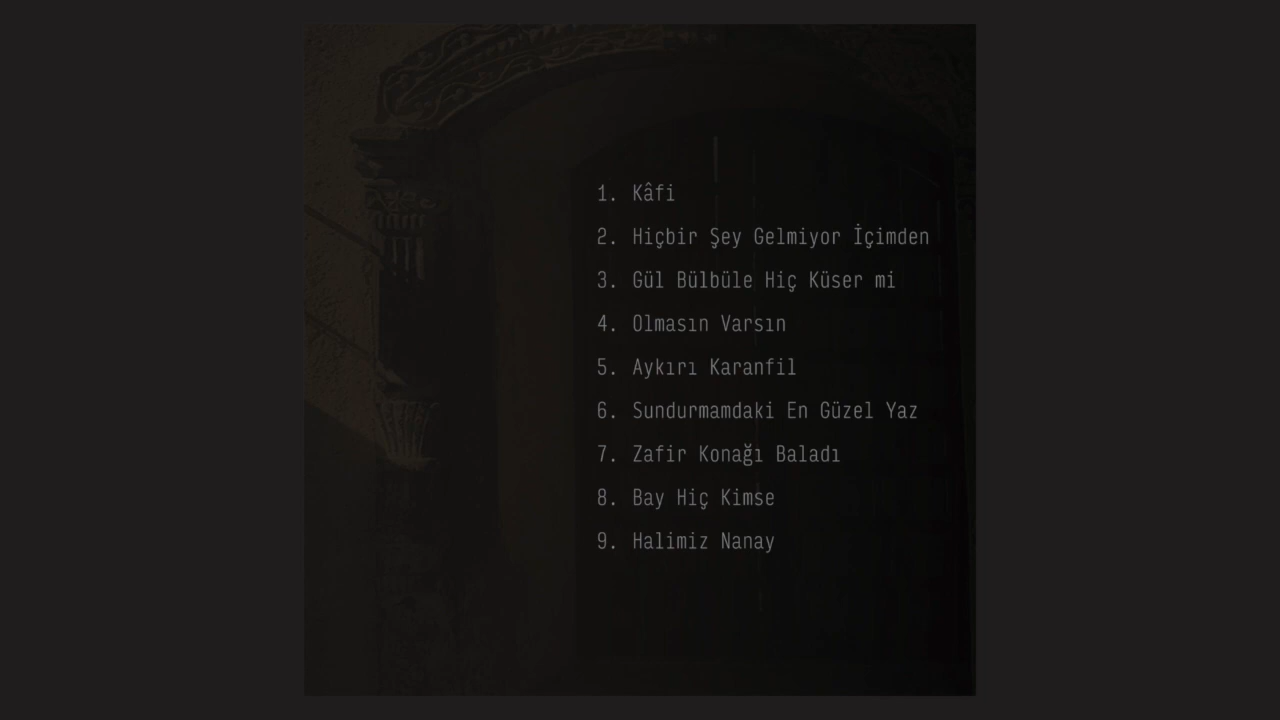 1. Kâfi
2. Hiçbir Şey Gelmiyor İçimden
3. Gül Bülbüle Hiç Küser mi
4. Olmasın Varsın
5. Aykırı Karanfil
6. Sundurmamdaki En Güzel Yaz
7. Zafir Konağı Baladı
8. Bay Hiç Kimse
9. Halimiz Nanay